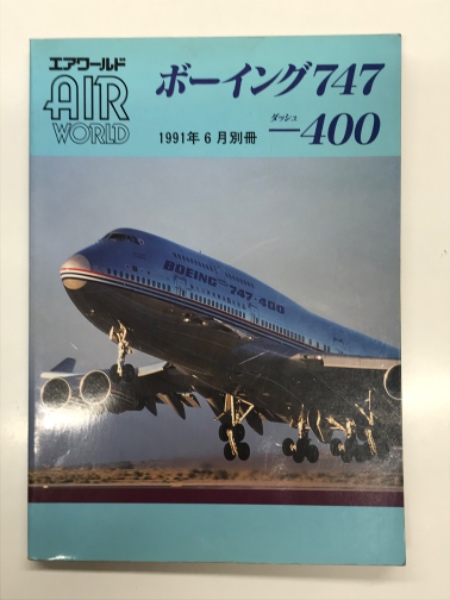 エアワールド
AIR
WORLD
ボーイング747
ダッシュ
—400
1991年6月別冊
BOEING 747-400